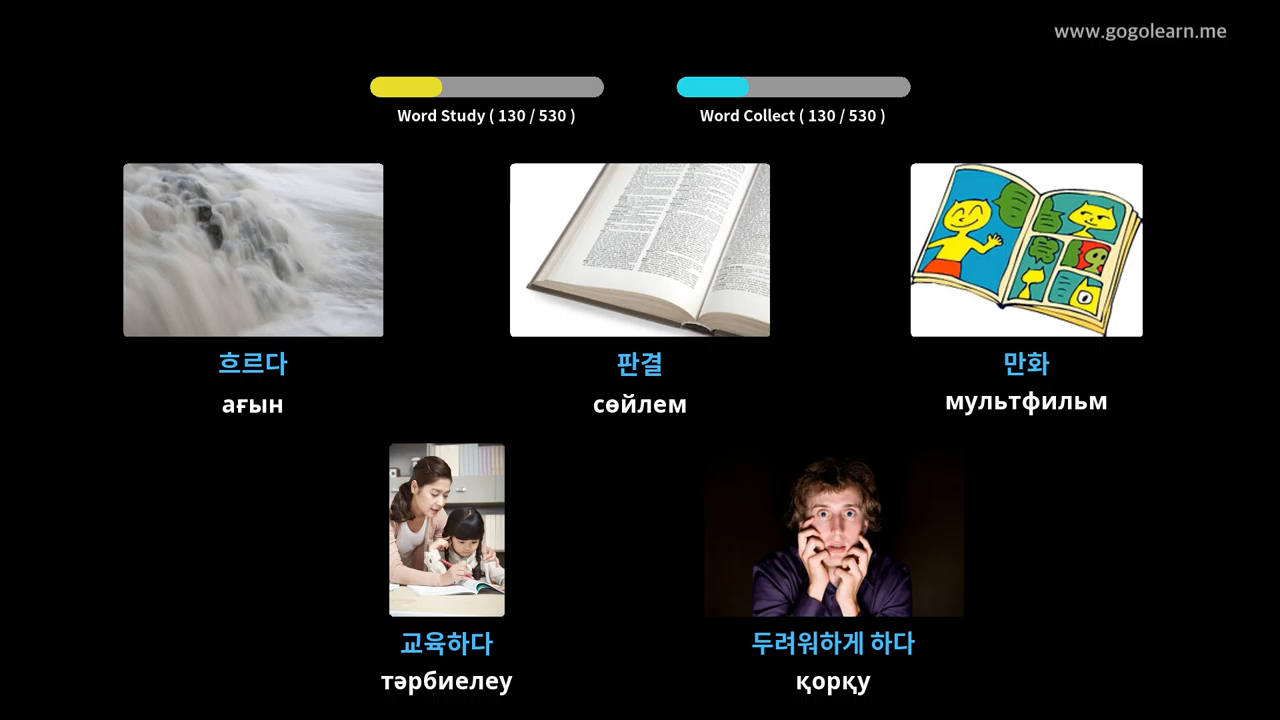 www.gogolearn.me
Word Study ( 130 / 530 )
Word Collect ( 130 / 530 )
흐르다
ағын
판결
сөйлем
만화
мультфильм
교육하다
тәрбиелеу
두려워하게 하다
қорқу